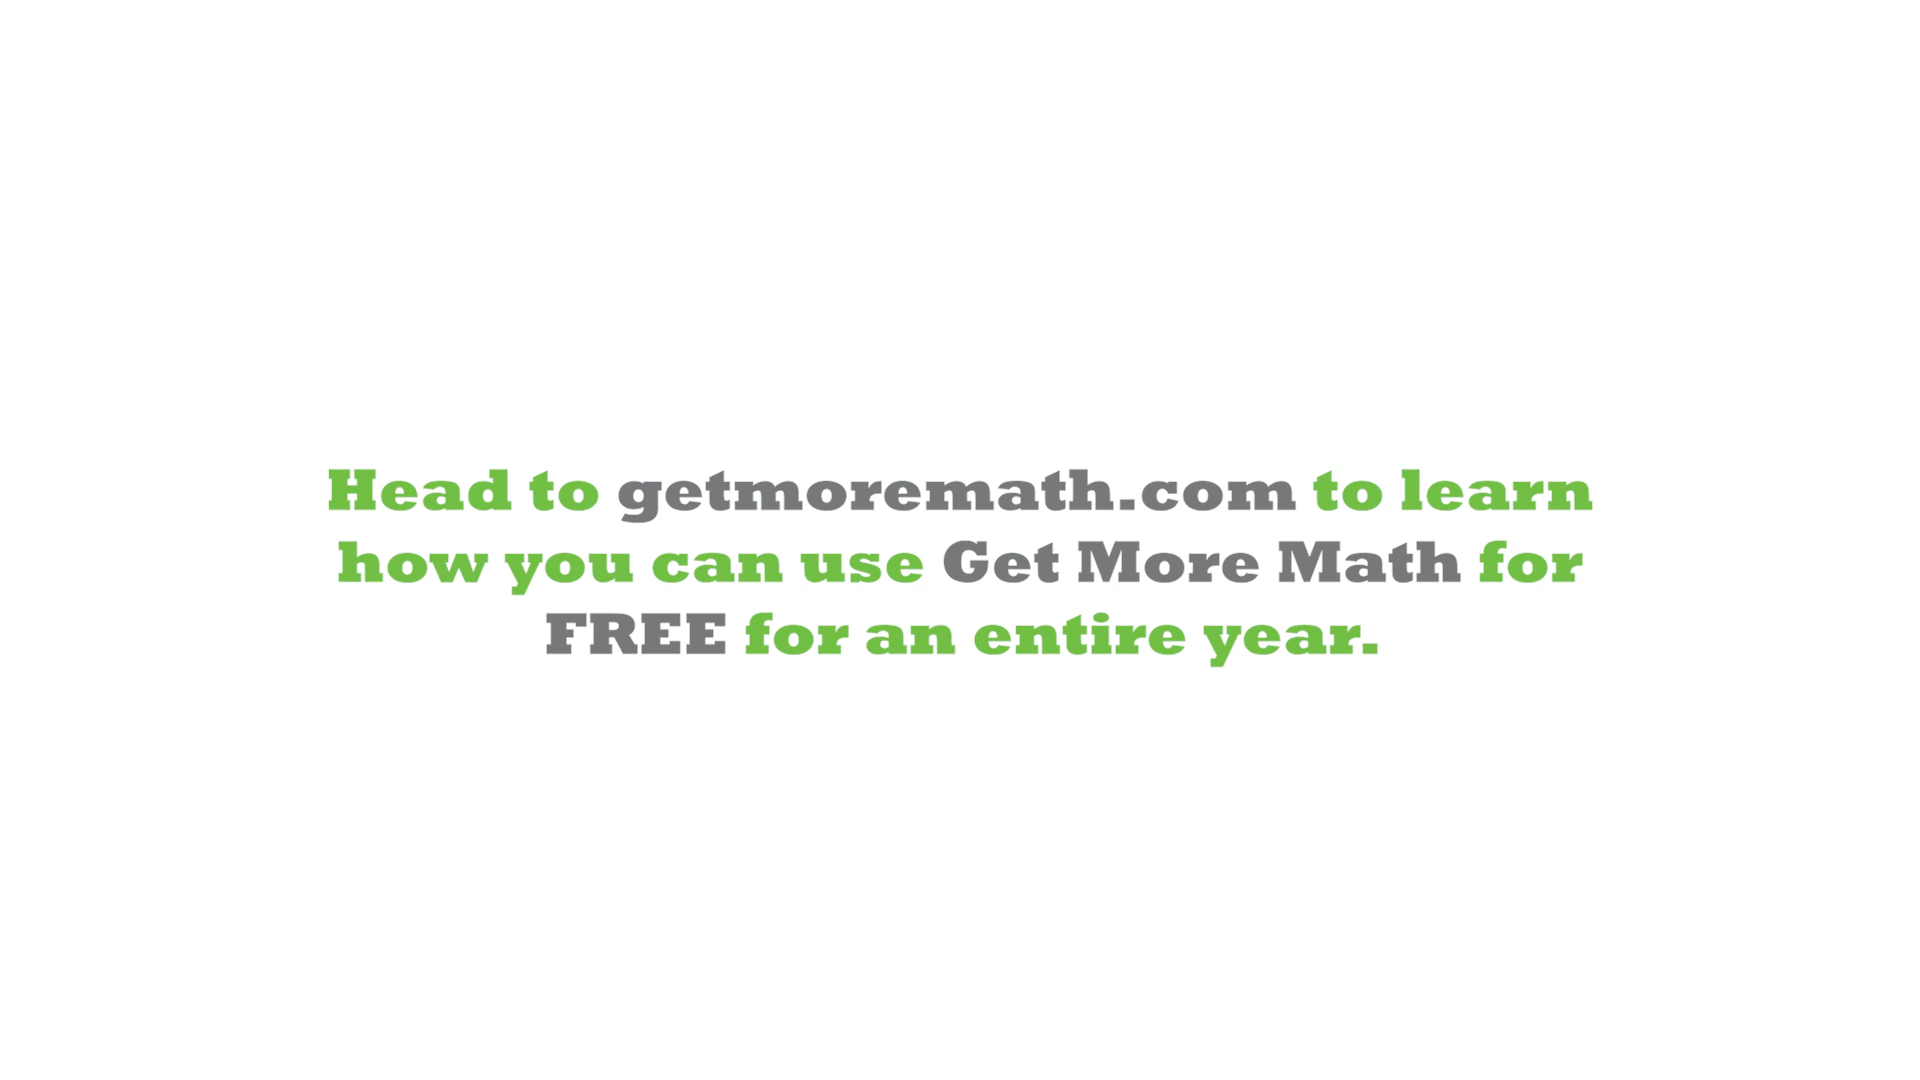 Head to getmoremath.com to learn
how you can use Get More Math for
FREE for an entire year.